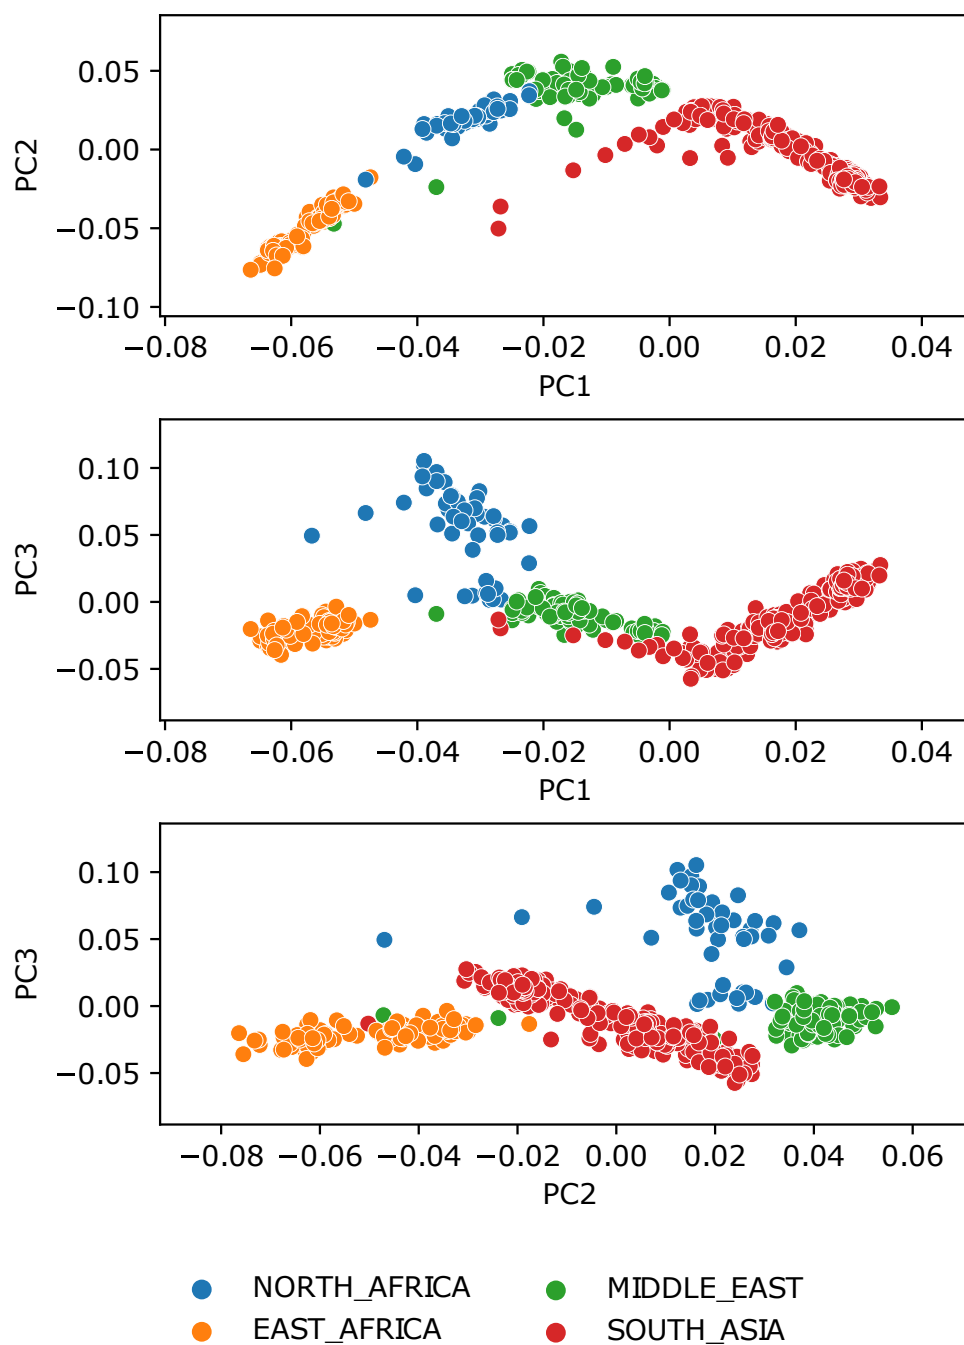 0.05
0.00
−0.05
−0.10
PC2
−0.08 −0.06 −0.04 −0.02 0.00 0.02 0.04
PC1
0.10
0.05
0.00
−0.05
PC3
−0.08 −0.06 −0.04 −0.02 0.00 0.02 0.04
PC1
0.10
0.05
0.00
−0.05
PC3
−0.08 −0.06 −0.04 −0.02 0.00 0.02 0.04 0.06
PC2
NORTH_AFRICA MIDDLE_EAST
EAST_AFRICA SOUTH_ASIA